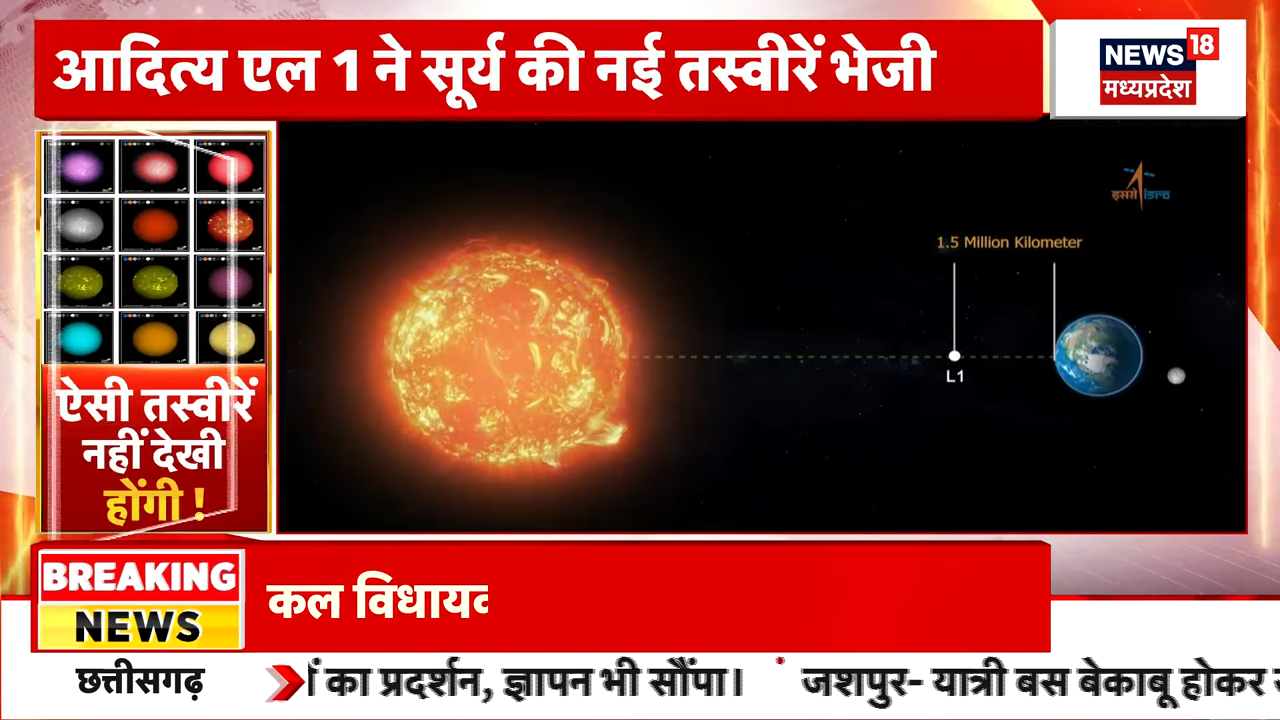 आदित्य एल 1 ने सूर्य की नई तस्वीरें भेजी
NEWS 18
मध्यप्रदेश
इसरो isro
1.5 Million Kilometer
L1
ऐसी तस्वीरें
नहीं देखी
होंगी !
BREAKING
NEWS
कल
छत्तीसगढ़
का प्रदर्शन, ज्ञापन भी सौंपा। जशपुर- यात्री बस बेकाबू होकर